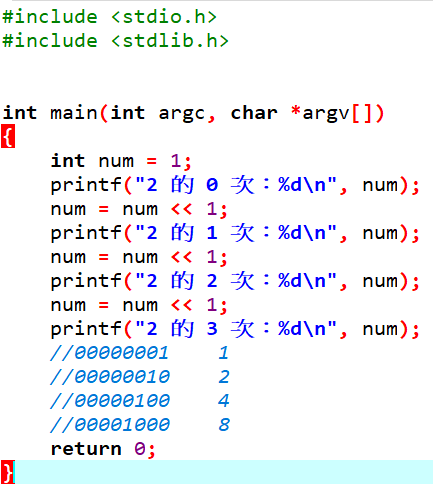 #include <stdio.h>
#include <stdlib.h>
int main(int argc, char *argv[])
{
    int num = 1;
    printf("2 的 0 次：%d\n", num);
    num = num << 1;
    printf("2 的 1 次：%d\n", num);
    num = num << 1;
    printf("2 的 2 次：%d\n", num);
    num = num << 1;
    printf("2 的 3 次：%d\n", num);
    //00000001    1
    //00000010    2
    //00000100    4
    //00001000    8
    return 0;
}